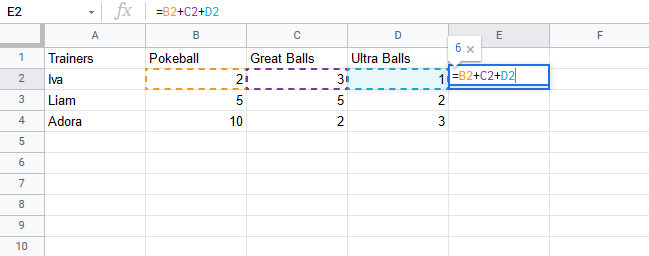 E2 fx =B2+C2+D2
A B C D E F
1 Trainers Pokeball Great Balls Ultra Balls 6 ×
2 Iva 2 3 1 =B2+C2+D2
3 Liam 5 5 2
4 Adora 10 2 3
5
6
7
8
9
10